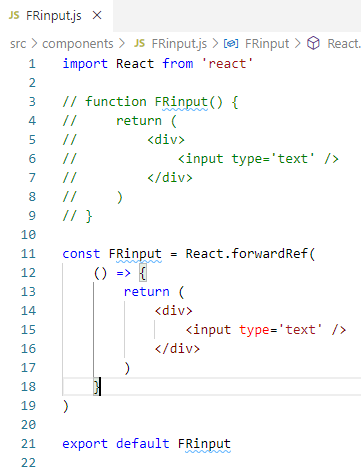 JS FRinput.js ×
src > components > JS FRinput.js > FRinput > React.
1 import React from 'react'
2
3 // function FRinput() {
4 //     return (
5 //         <div>
6 //             <input type='text' />
7 //         </div>
8 //     )
9 // }
10
11 const FRinput = React.forwardRef(
12     () => {
13         return (
14             <div>
15                 <input type='text' />
16             </div>
17         )
18     }
19 )
20
21 export default FRinput
22